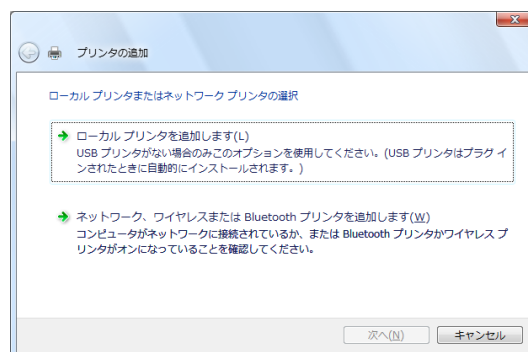 プリンタの追加
ローカル プリンタまたはネットワーク プリンタの選択
ローカル プリンタを追加します(L)
USB プリンタがない場合のみこのオプションを使用してください。(USB プリンタはプラグ イ
ンされたときに自動的にインストールされます。)
ネットワーク、ワイヤレスまたは Bluetooth プリンタを追加します(W)
コンピュータがネットワークに接続されているか、または Bluetooth プリンタかワイヤレス プ
リンタがオンになっていることを確認してください。
次へ(N)
キャンセル